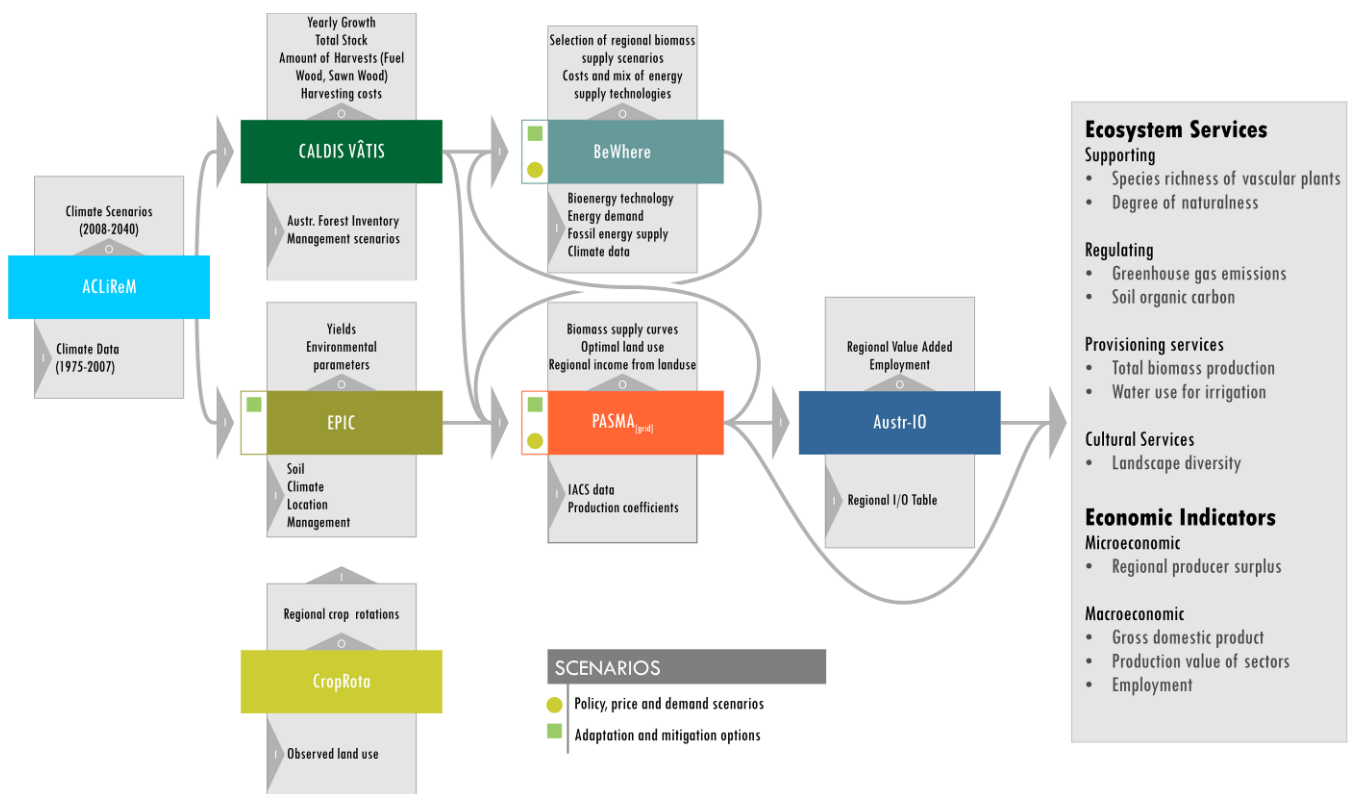 Climate Scenarios
(2008-2040)
O
ACLiReM
I
Climate Data
(1975-2007)
Yearly Growth
Total Stock
Amount of Harvests (Fuel
Wood, Sawn Wood)
Harvesting costs
O
I
CALDIS VÂTIS
I
Austr. Forest Inventory
Management scenarios
Yields
Environmental
parameters
O
I
EPIC
I
Soil
Climate
Location
Management
I
Regional crop rotations
O
CropRota
I
Observed land use
Selection of regional biomass
supply scenarios
Costs and mix of energy
supply technologies
O
I
BeWhere
I
Bioenergy technology
Energy demand
Fossil energy supply
Climate data
Biomass supply curves
Optimal land use
Regional income from landuse
O
I
PASMA[grid]
I
IACS data
Production coefficients
Regional Value Added
Employment
O
I
Austr-IO
I
Regional I/O Table
SCENARIOS
Policy, price and demand scenarios
Adaptation and mitigation options
I
Ecosystem Services
Supporting
• Species richness of vascular plants
• Degree of naturalness
Regulating
• Greenhouse gas emissions
• Soil organic carbon
Provisioning services
• Total biomass production
• Water use for irrigation
Cultural Services
• Landscape diversity
Economic Indicators
Microeconomic
• Regional producer surplus
Macroeconomic
• Gross domestic product
• Production value of sectors
• Employment